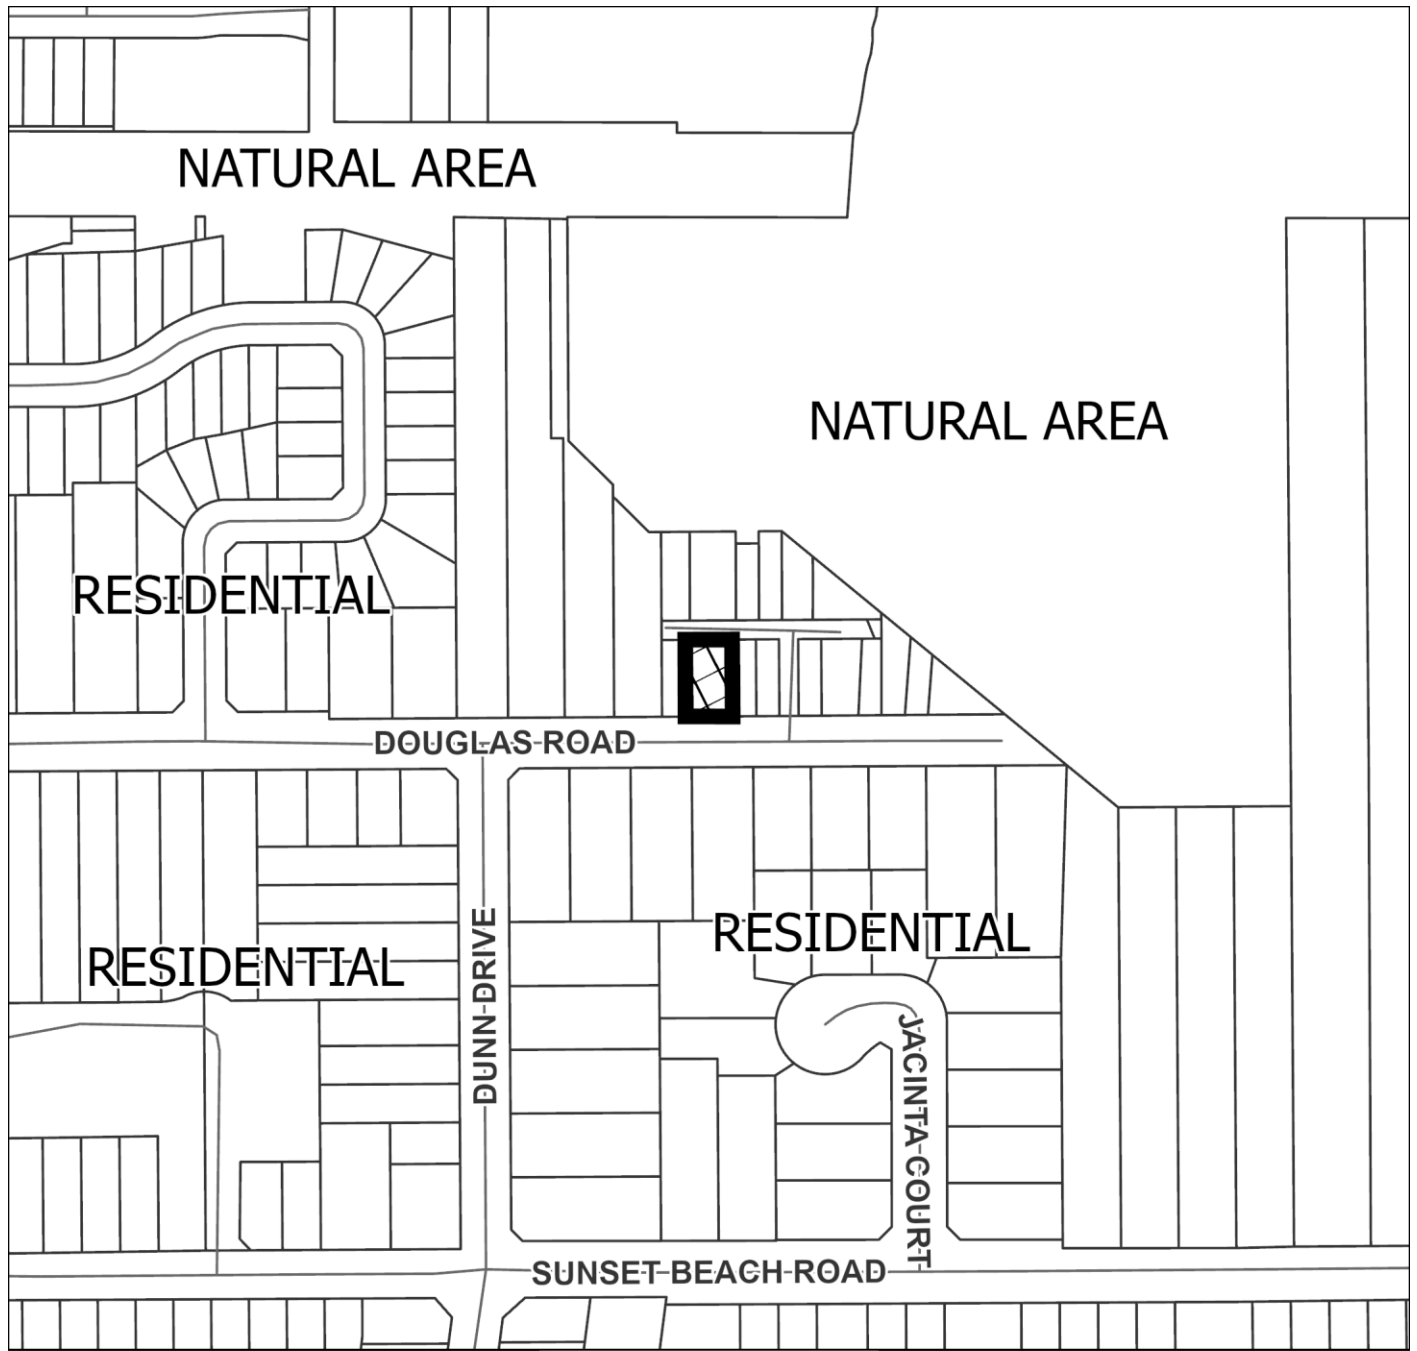 NATURAL AREA
NATURAL AREA
RESIDENTIAL
DOUGLAS ROAD
RESIDENTIAL
RESIDENTIAL
DUNN DRIVE
JACINTA COURT
SUNSET BEACH ROAD